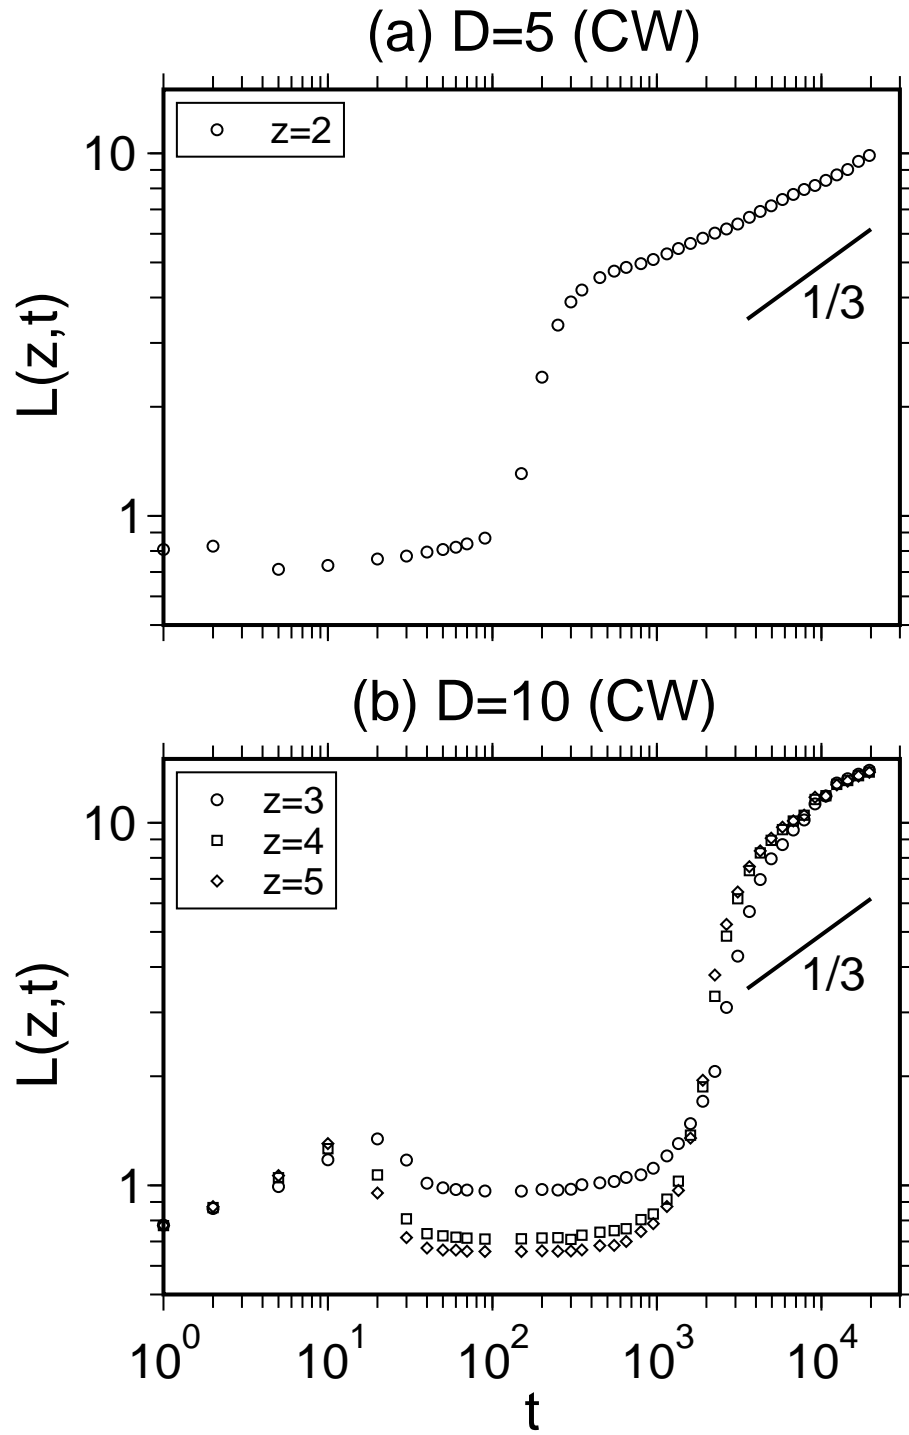 (a) D=5 (CW)
z=2
10
1
L(z,t)
1/3
(b) D=10 (CW)
z=3
z=4
z=5
10
1
L(z,t)
1/3
10^0 10^1 10^2 10^3 10^4
t